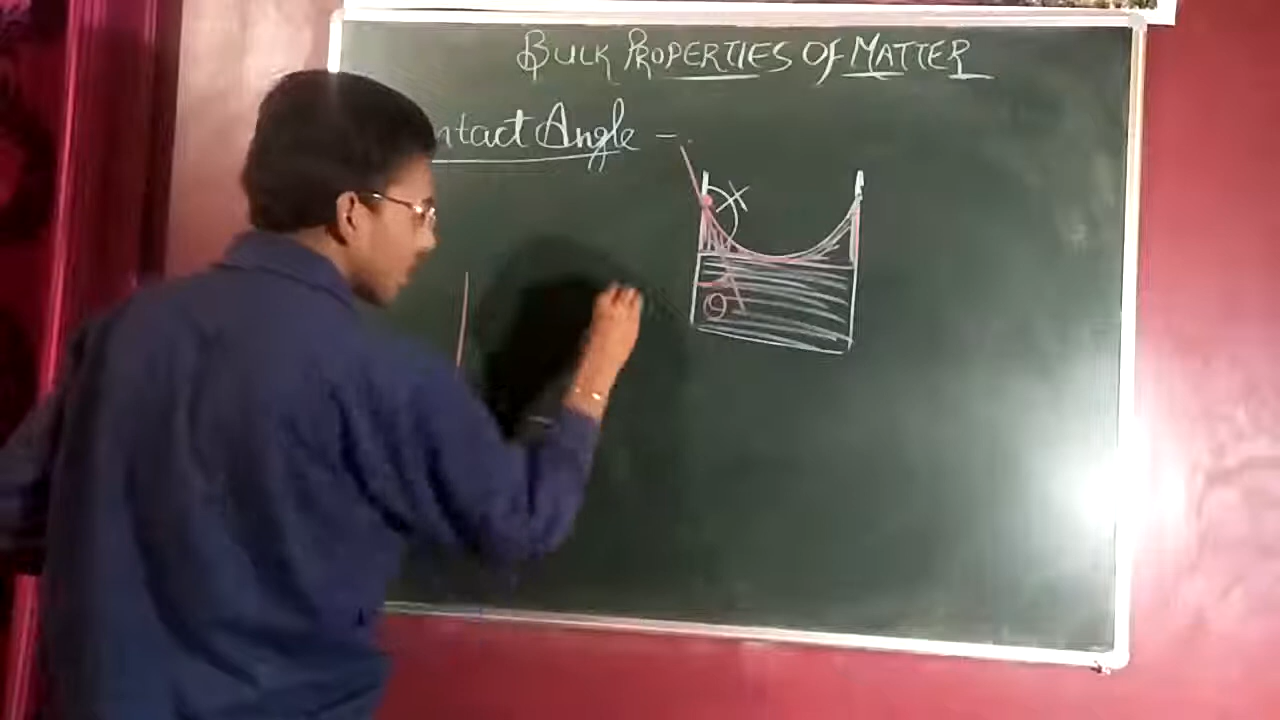 BULK PROPERTIES OF MATTER
ntact Angle -
θ